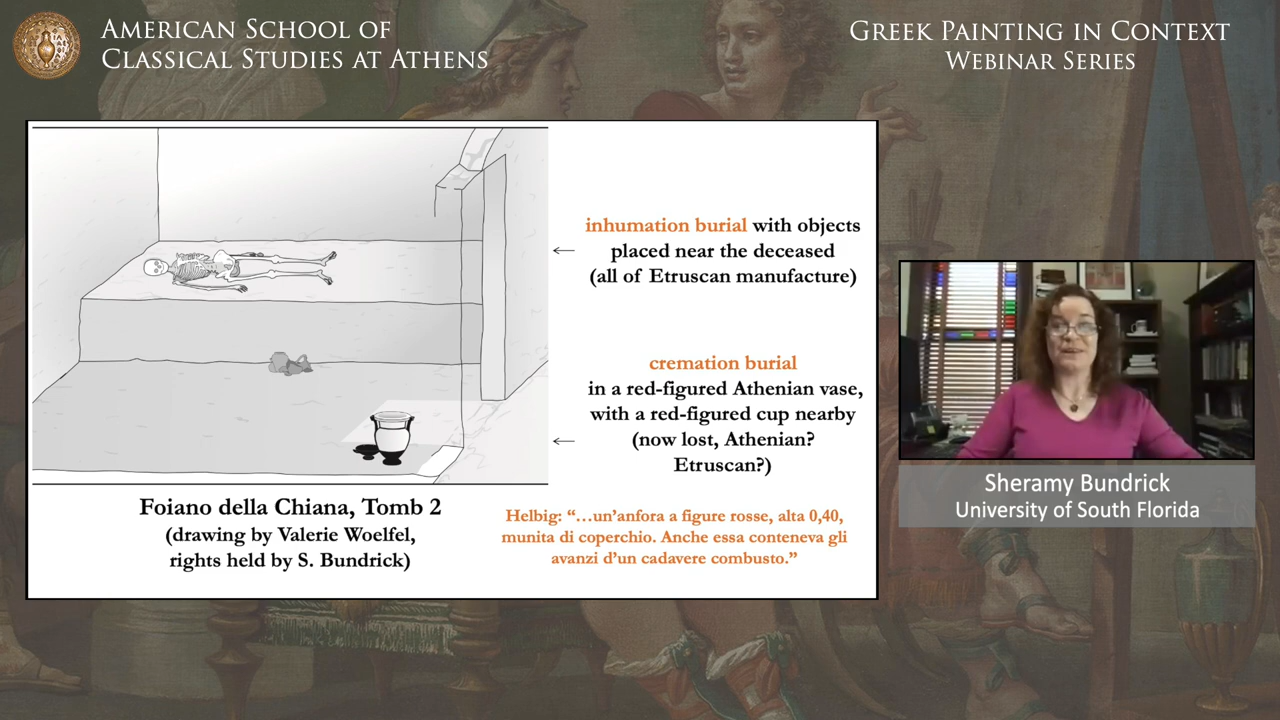 AMERICAN SCHOOL OF
CLASSICAL STUDIES AT ATHENS
GREEK PAINTING IN CONTEXT
WEBINAR SERIES
inhumation burial with objects
placed near the deceased
(all of Etruscan manufacture)
cremation burial
in a red-figured Athenian vase,
with a red-figured cup nearby
(now lost, Athenian?
Etruscan?)
Foiano della Chiana, Tomb 2
(drawing by Valerie Woelfel,
rights held by S. Bundrick)
Helbig: “…un’anfora a figure rosse, alta 0,40,
munita di coperchio. Anche essa conteneva gli
avanzi d’un cadavere combusto.”
Sheramy Bundrick
University of South Florida